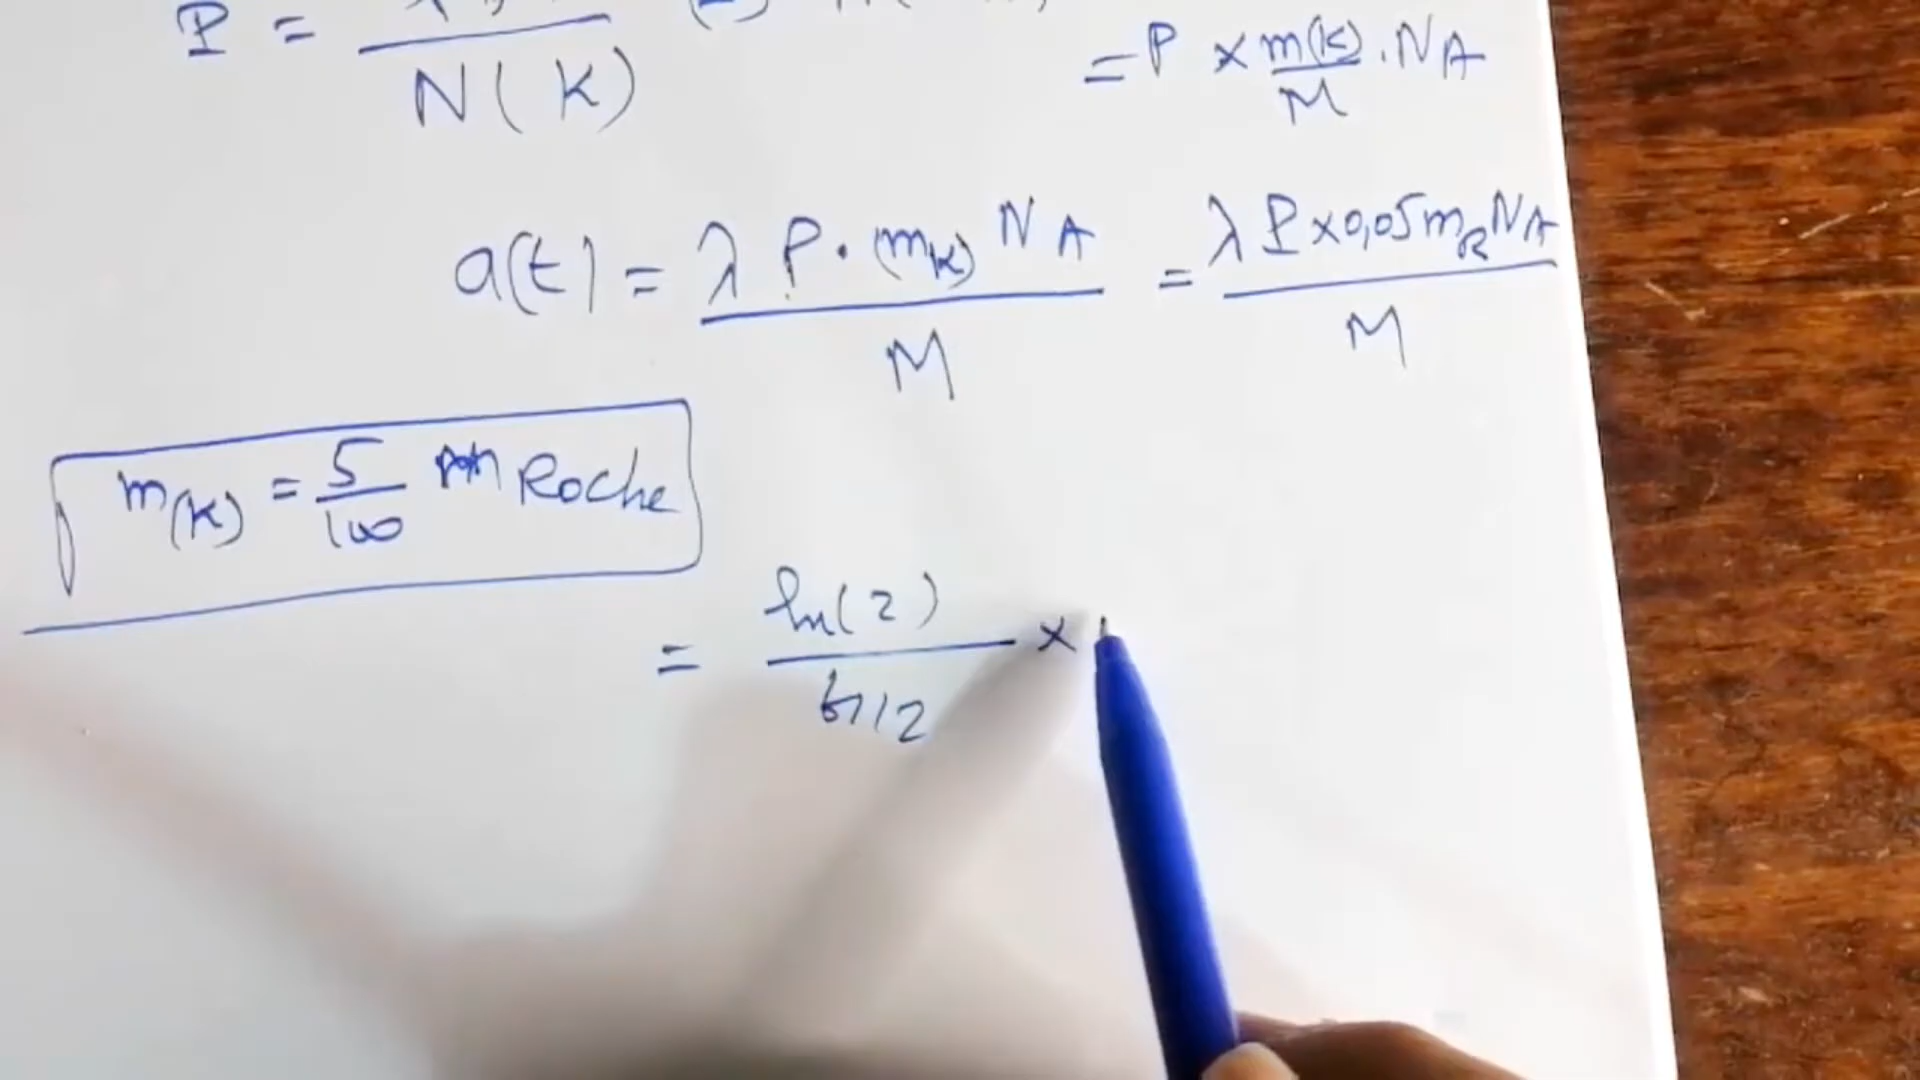 P = / N(K)
= P × m(K)/M . NA
a(t) = λ P . (mK) NA / M = λ P × 0,05 mR NA / M
m(K) = 5/100 m Roche
= ln(2) / t1/2 ×